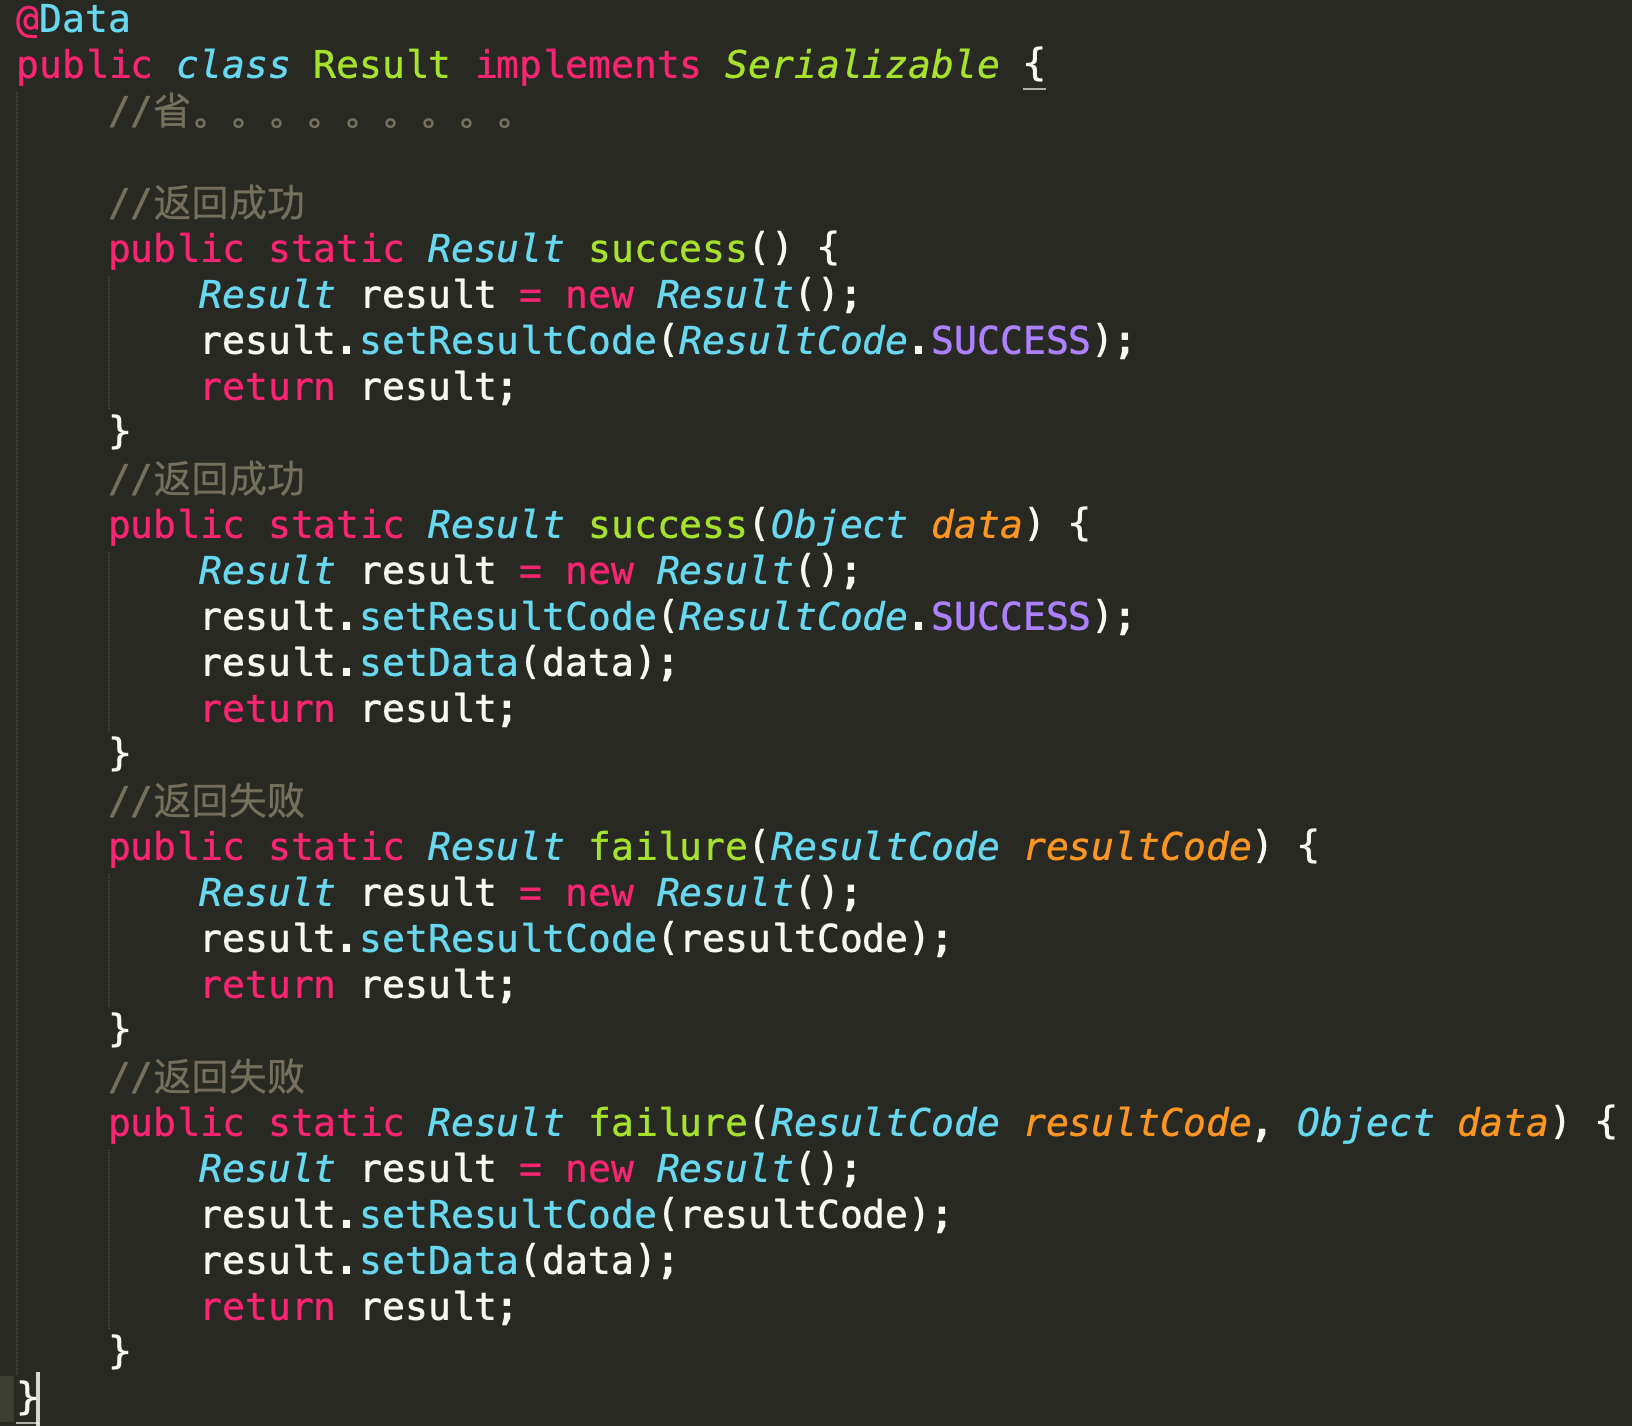 @Data
public class Result implements Serializable {
    //省。。。。。。。。。

    //返回成功
    public static Result success() {
        Result result = new Result();
        result.setResultCode(ResultCode.SUCCESS);
        return result;
    }
    //返回成功
    public static Result success(Object data) {
        Result result = new Result();
        result.setResultCode(ResultCode.SUCCESS);
        result.setData(data);
        return result;
    }
    //返回失败
    public static Result failure(ResultCode resultCode) {
        Result result = new Result();
        result.setResultCode(resultCode);
        return result;
    }
    //返回失败
    public static Result failure(ResultCode resultCode, Object data) {
        Result result = new Result();
        result.setResultCode(resultCode);
        result.setData(data);
        return result;
    }
}